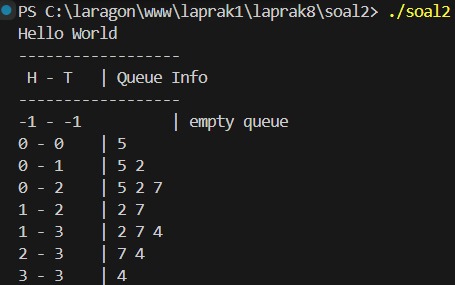 PS C:\laragon\www\laprak1\laprak8\soal2> ./soal2
Hello World
------------------
 H - T   | Queue Info
------------------
-1 - -1         | empty queue
0 - 0    | 5
0 - 1    | 5 2
0 - 2    | 5 2 7
1 - 2    | 2 7
1 - 3    | 2 7 4
2 - 3    | 7 4
3 - 3    | 4